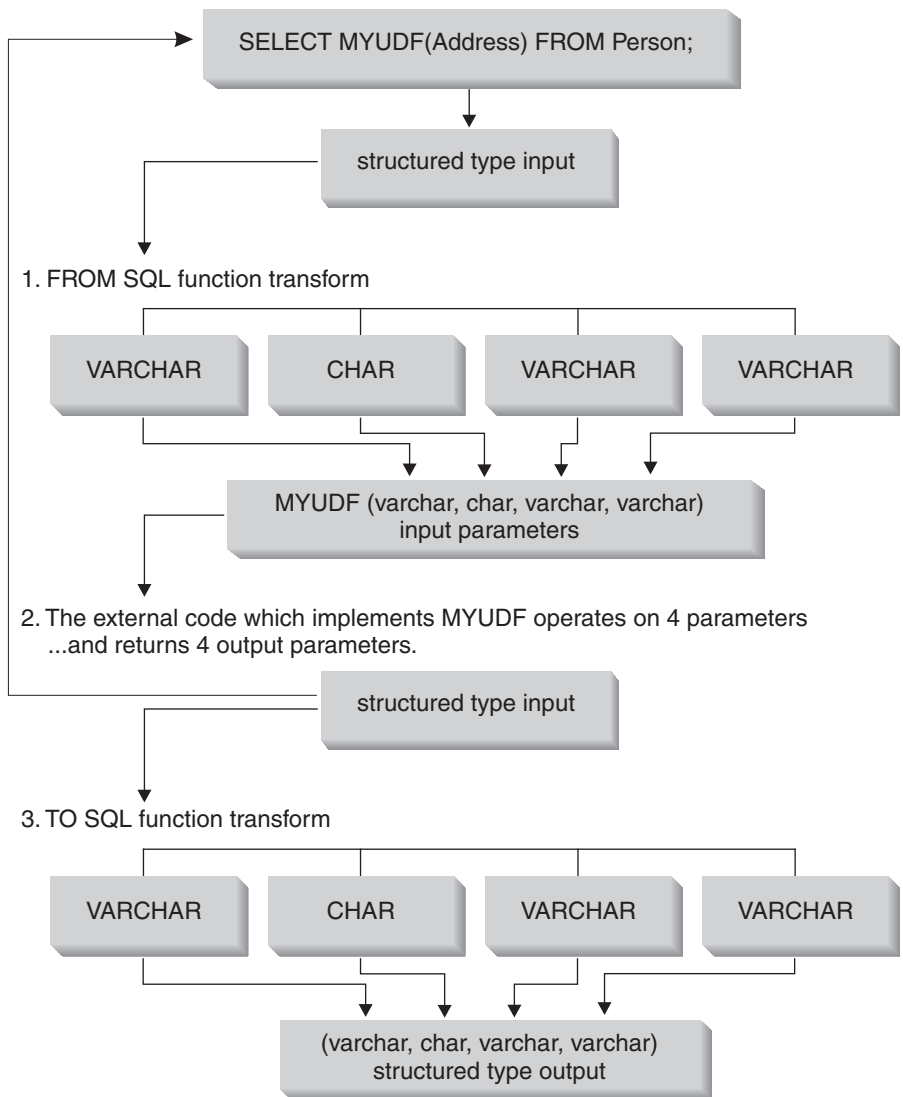 SELECT MYUDF(Address) FROM Person;
structured type input
1. FROM SQL function transform
VARCHAR
CHAR
VARCHAR
VARCHAR
MYUDF (varchar, char, varchar, varchar)
input parameters
2. The external code which implements MYUDF operates on 4 parameters
...and returns 4 output parameters.
structured type input
3. TO SQL function transform
VARCHAR
CHAR
VARCHAR
VARCHAR
(varchar, char, varchar, varchar)
structured type output